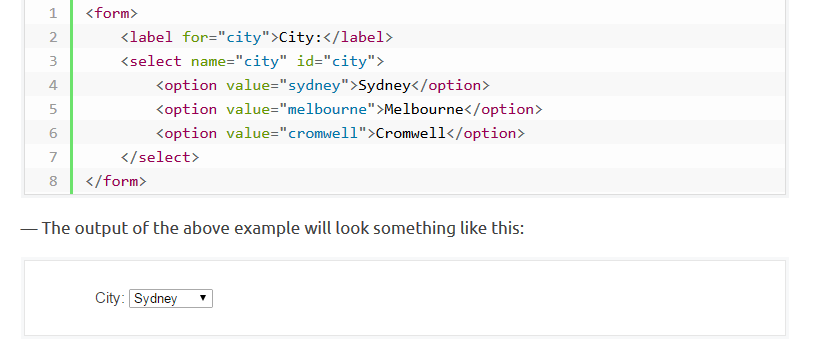 1 <form>
2 <label for="city">City:</label>
3 <select name="city" id="city">
4 <option value="sydney">Sydney</option>
5 <option value="melbourne">Melbourne</option>
6 <option value="cromwell">Cromwell</option>
7 </select>
8 </form>
— The output of the above example will look something like this:
City: Sydney